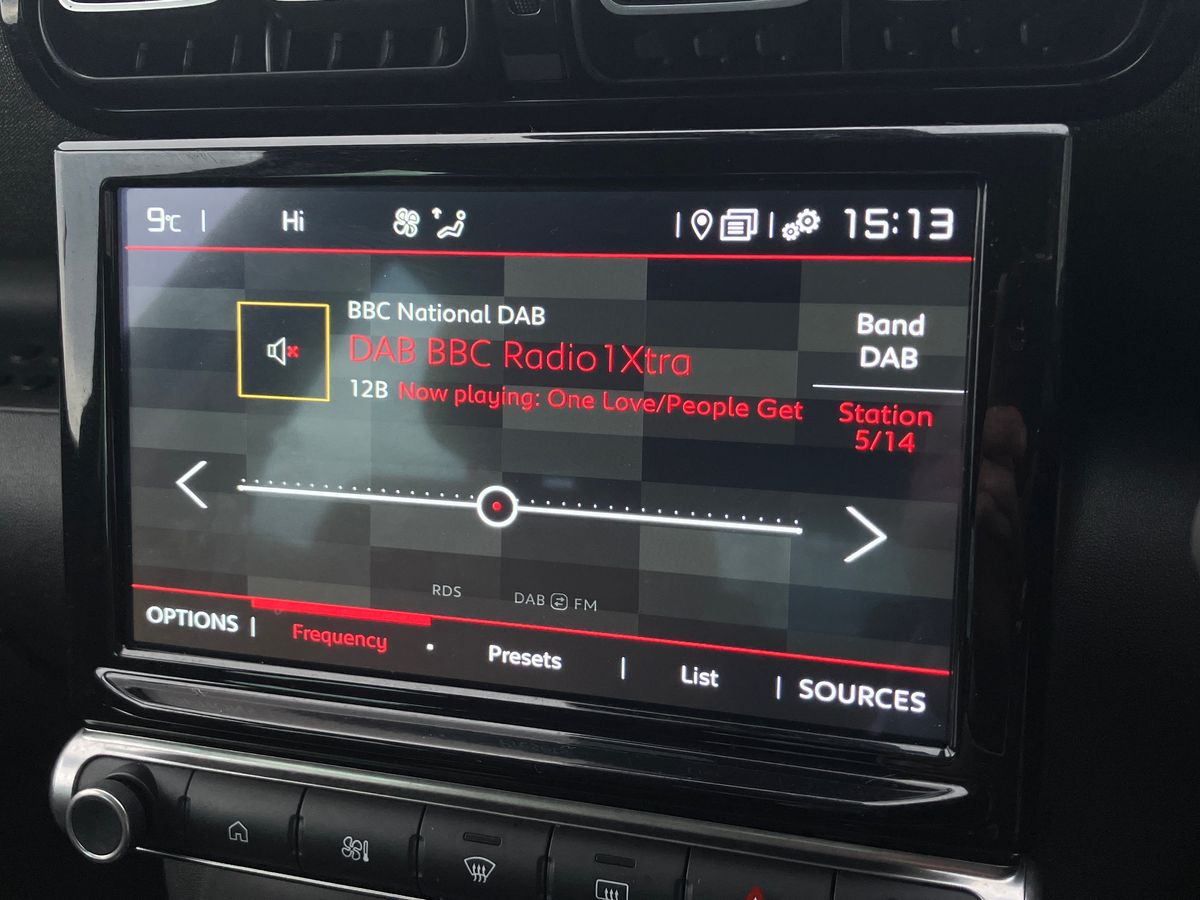 9°C | Hi | | 15:13
BBC National DAB
DAB BBC Radio1Xtra
12B Now playing: One Love/People Get
Band
DAB
Station
5/14
RDS DAB FM
OPTIONS | Frequency Presets | List | SOURCES